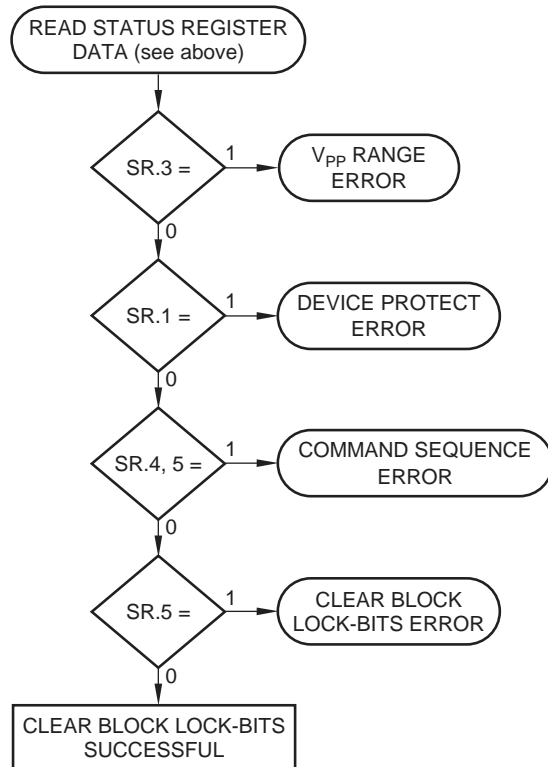 READ STATUS REGISTER
DATA (see above)
SR.3 =
1
VPP RANGE
ERROR
0
SR.1 =
1
DEVICE PROTECT
ERROR
0
SR.4, 5 =
1
COMMAND SEQUENCE
ERROR
0
SR.5 =
1
CLEAR BLOCK
LOCK-BITS ERROR
0
CLEAR BLOCK LOCK-BITS
SUCCESSFUL